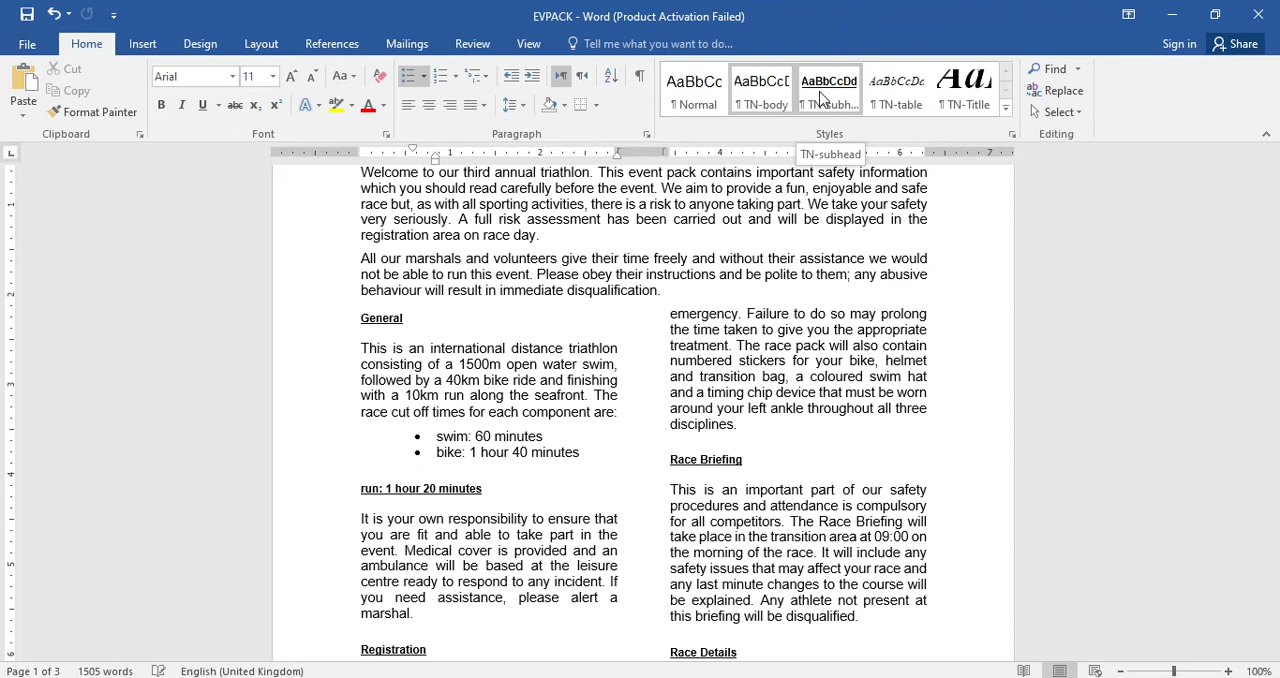 EVPACK - Word (Product Activation Failed)
File Home Insert Design Layout References Mailings Review View Tell me what you want to do... Sign in Share
Cut
Copy
Format Painter
Paste
Clipboard
Arial 11
Font
Paragraph
AaBbCc AaBbCcI AaBbCcDd AaBbCcDc AaI
¶ Normal ¶ TN-body ¶ TN-subh... ¶ TN-table ¶ TN-Title
Styles
Find
Replace
Select
Editing
TN-subhead
1 2 4 6 7
Welcome to our third annual triathlon. This event pack contains important safety information
which you should read carefully before the event. We aim to provide a fun, enjoyable and safe
race but, as with all sporting activities, there is a risk to anyone taking part. We take your safety
very seriously. A full risk assessment has been carried out and will be displayed in the
registration area on race day.
All our marshals and volunteers give their time freely and without their assistance we would
not be able to run this event. Please obey their instructions and be polite to them; any abusive
behaviour will result in immediate disqualification.
General
This is an international distance triathlon
consisting of a 1500m open water swim,
followed by a 40km bike ride and finishing
with a 10km run along the seafront. The
race cut off times for each component are:
• swim: 60 minutes
• bike: 1 hour 40 minutes
run: 1 hour 20 minutes
It is your own responsibility to ensure that
you are fit and able to take part in the
event. Medical cover is provided and an
ambulance will be based at the leisure
centre ready to respond to any incident. If
you need assistance, please alert a
marshal.
Registration
emergency. Failure to do so may prolong
the time taken to give you the appropriate
treatment. The race pack will also contain
numbered stickers for your bike, helmet
and transition bag, a coloured swim hat
and a timing chip device that must be worn
around your left ankle throughout all three
disciplines.
Race Briefing
This is an important part of our safety
procedures and attendance is compulsory
for all competitors. The Race Briefing will
take place in the transition area at 09:00 on
the morning of the race. It will include any
safety issues that may affect your race and
any last minute changes to the course will
be explained. Any athlete not present at
this briefing will be disqualified.
Race Details
Page 1 of 3 1505 words English (United Kingdom) 100%